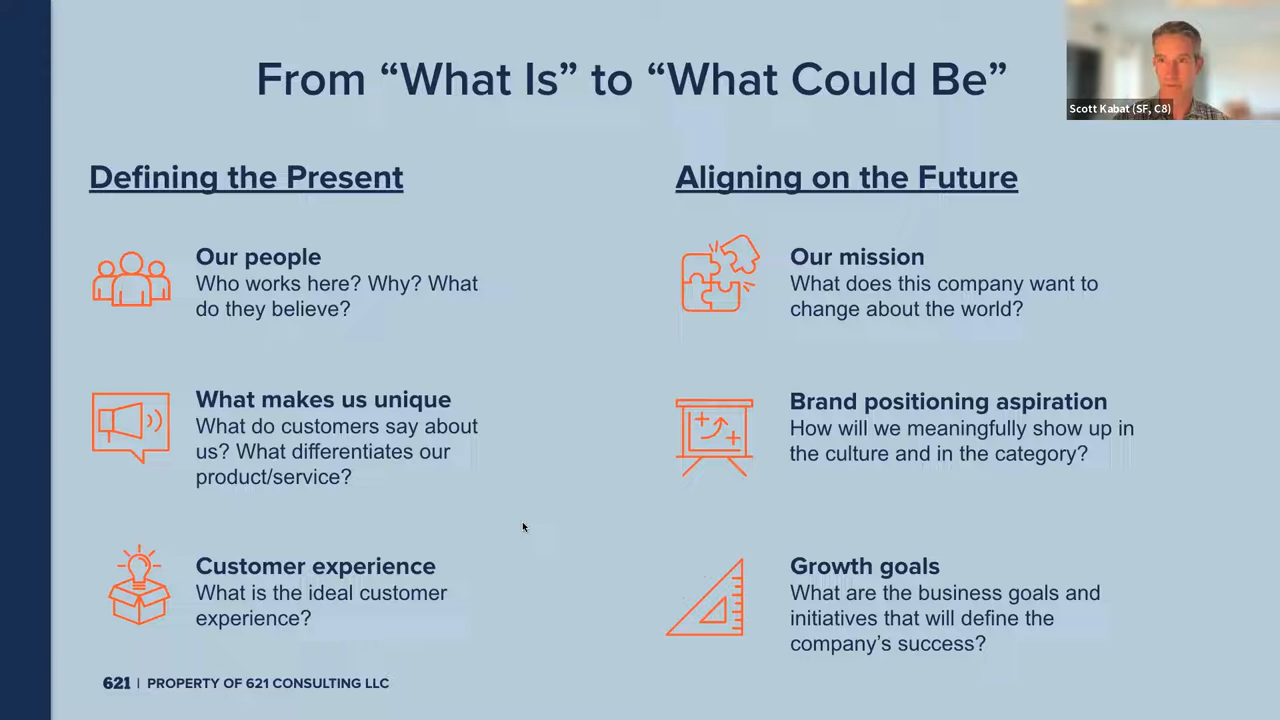 From “What Is” to “What Could Be”
Scott Kabat (SF, C8)
Defining the Present
Our people
Who works here? Why? What
do they believe?
What makes us unique
What do customers say about
us? What differentiates our
product/service?
Customer experience
What is the ideal customer
experience?
Aligning on the Future
Our mission
What does this company want to
change about the world?
Brand positioning aspiration
How will we meaningfully show up in
the culture and in the category?
Growth goals
What are the business goals and
initiatives that will define the
company’s success?
621 | PROPERTY OF 621 CONSULTING LLC